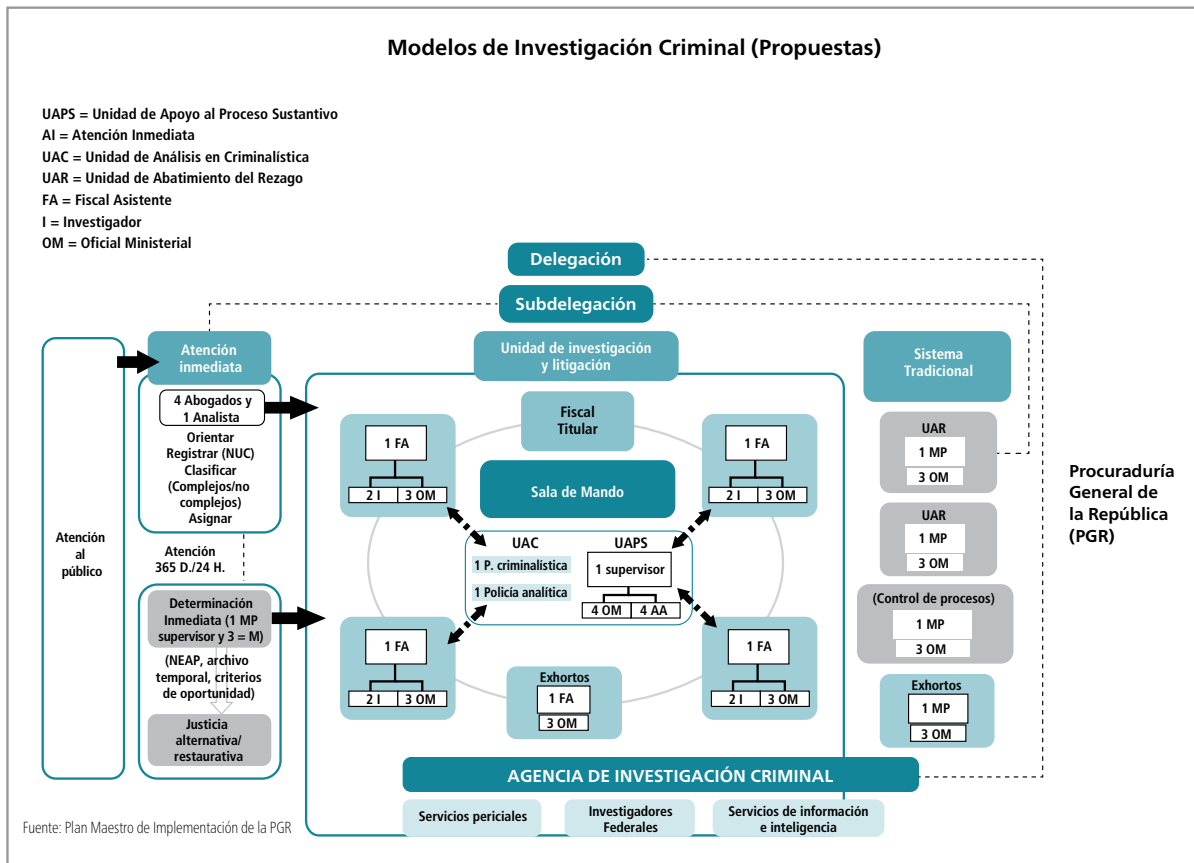 Modelos de Investigación Criminal (Propuestas)
UAPS = Unidad de Apoyo al Proceso Sustantivo
AI = Atención Inmediata
UAC = Unidad de Análisis en Criminalística
UAR = Unidad de Abatimiento del Rezago
FA = Fiscal Asistente
I = Investigador
OM = Oficial Ministerial
Delegación
Subdelegación
Atención
al
público
Atención
inmediata
4 Abogados y
1 Analista
Orientar
Registrar (NUC)
Clasificar
(Complejos/no
complejos)
Asignar
Atención
365 D./24 H.
Determinación
Inmediata (1 MP
supervisor y 3 = M)
(NEAP, archivo
temporal, criterios
de oportunidad)
Justicia
alternativa/
restaurativa
Unidad de investigación
y litigación
Fiscal
Titular
Sala de Mando
1 FA
2 I
3 OM
1 FA
2 I
3 OM
UAC
1 P. criminalística
1 Policía analítica
UAPS
1 supervisor
4 OM
4 AA
1 FA
2 I
3 OM
Exhortos
1 FA
3 OM
1 FA
2 I
3 OM
Sistema
Tradicional
UAR
1 MP
3 OM
UAR
1 MP
3 OM
(Control de procesos)
1 MP
3 OM
Exhortos
1 MP
3 OM
Procuraduría
General de
la República
(PGR)
AGENCIA DE INVESTIGACIÓN CRIMINAL
Servicios periciales
Investigadores
Federales
Servicios de información
e inteligencia
Fuente: Plan Maestro de Implementación de la PGR